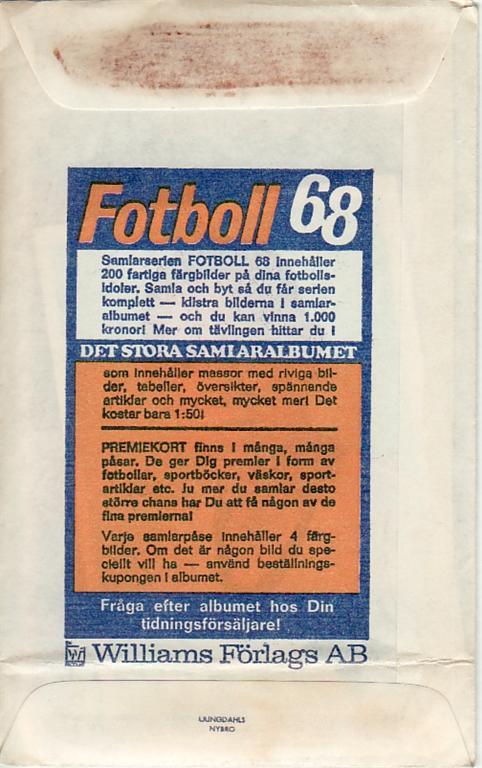 Fotboll 68
Samlarserien FOTBOLL 68 innehåller
200 fartiga färgbilder på dina fotbolls-
idoler. Samla och byt så du får serien
komplett — klistra bilderna i samlar-
albumet — och du kan vinna 1.000
kronor! Mer om tävlingen hittar du i
DET STORA SAMLARALBUMET
som innehåller massor med riviga bil-
der, tabeller, översikter, spännande
artiklar och mycket, mycket mer! Det
kostar bara 1:50!
PREMIEKORT finns i många, många
påsar. De ger Dig premier i form av
fotbollar, sportböcker, väskor, sport-
artiklar etc. Ju mer du samlar desto
större chans har Du att få någon av de
fina premierna!
Varje samlarpåse innehåller 4 färg-
bilder. Om det är någon bild du spe-
ciellt vill ha — använd beställnings-
kupongen i albumet.
Fråga efter albumet hos Din
tidningsförsäljare!
Williams Förlags AB
LJUNGDAHLS
NYBRO